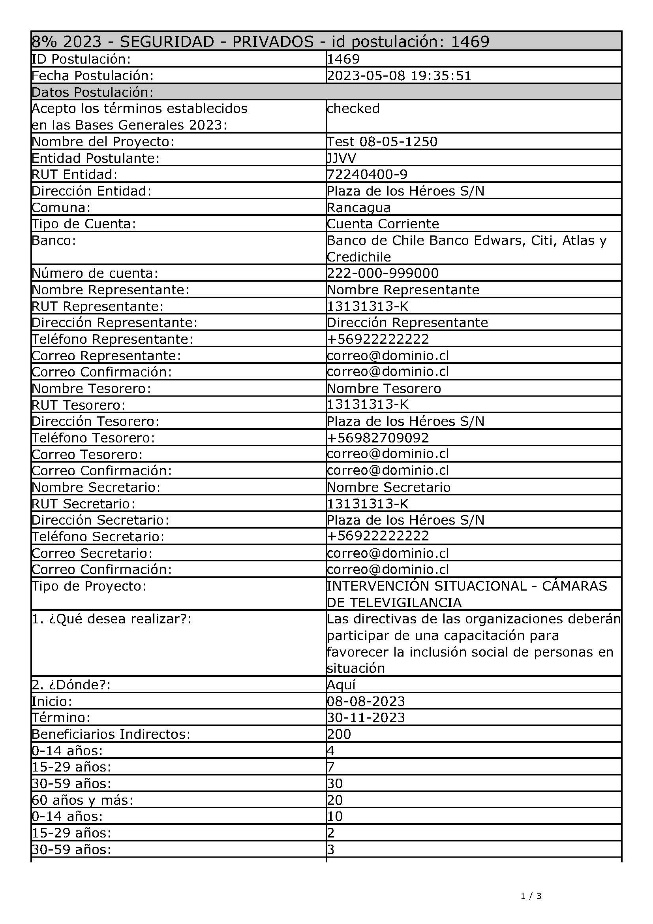 8% 2023 - SEGURIDAD - PRIVADOS - id postulación: 1469
ID Postulación: 1469
Fecha Postulación: 2023-05-08 19:35:51
Datos Postulación:
Acepto los términos establecidos checked
en las Bases Generales 2023:
Nombre del Proyecto: Test 08-05-1250
Entidad Postulante: JJVV
RUT Entidad: 72240400-9
Dirección Entidad: Plaza de los Héroes S/N
Comuna: Rancagua
Tipo de Cuenta: Cuenta Corriente
Banco: Banco de Chile Banco Edwars, Citi, Atlas y
Credichile
Número de cuenta: 222-000-999000
Nombre Representante: Nombre Representante
RUT Representante: 13131313-K
Dirección Representante: Dirección Representante
Teléfono Representante: +56922222222
Correo Representante: correo@dominio.cl
Correo Confirmación: correo@dominio.cl
Nombre Tesorero: Nombre Tesorero
RUT Tesorero: 13131313-K
Dirección Tesorero: Plaza de los Héroes S/N
Teléfono Tesorero: +56982709092
Correo Tesorero: correo@dominio.cl
Correo Confirmación: correo@dominio.cl
Nombre Secretario: Nombre Secretario
RUT Secretario: 13131313-K
Dirección Secretario: Plaza de los Héroes S/N
Teléfono Secretario: +56922222222
Correo Secretario: correo@dominio.cl
Correo Confirmación: correo@dominio.cl
Tipo de Proyecto: INTERVENCIÓN SITUACIONAL - CÁMARAS
DE TELEVIGILANCIA
1. ¿Qué desea realizar?: Las directivas de las organizaciones deberán
participar de una capacitación para
favorecer la inclusión social de personas en
situación
2. ¿Dónde?: Aquí
Inicio: 08-08-2023
Término: 30-11-2023
Beneficiarios Indirectos: 200
0-14 años: 4
15-29 años: 7
30-59 años: 30
60 años y más: 20
0-14 años: 10
15-29 años: 2
30-59 años: 3
1 / 3